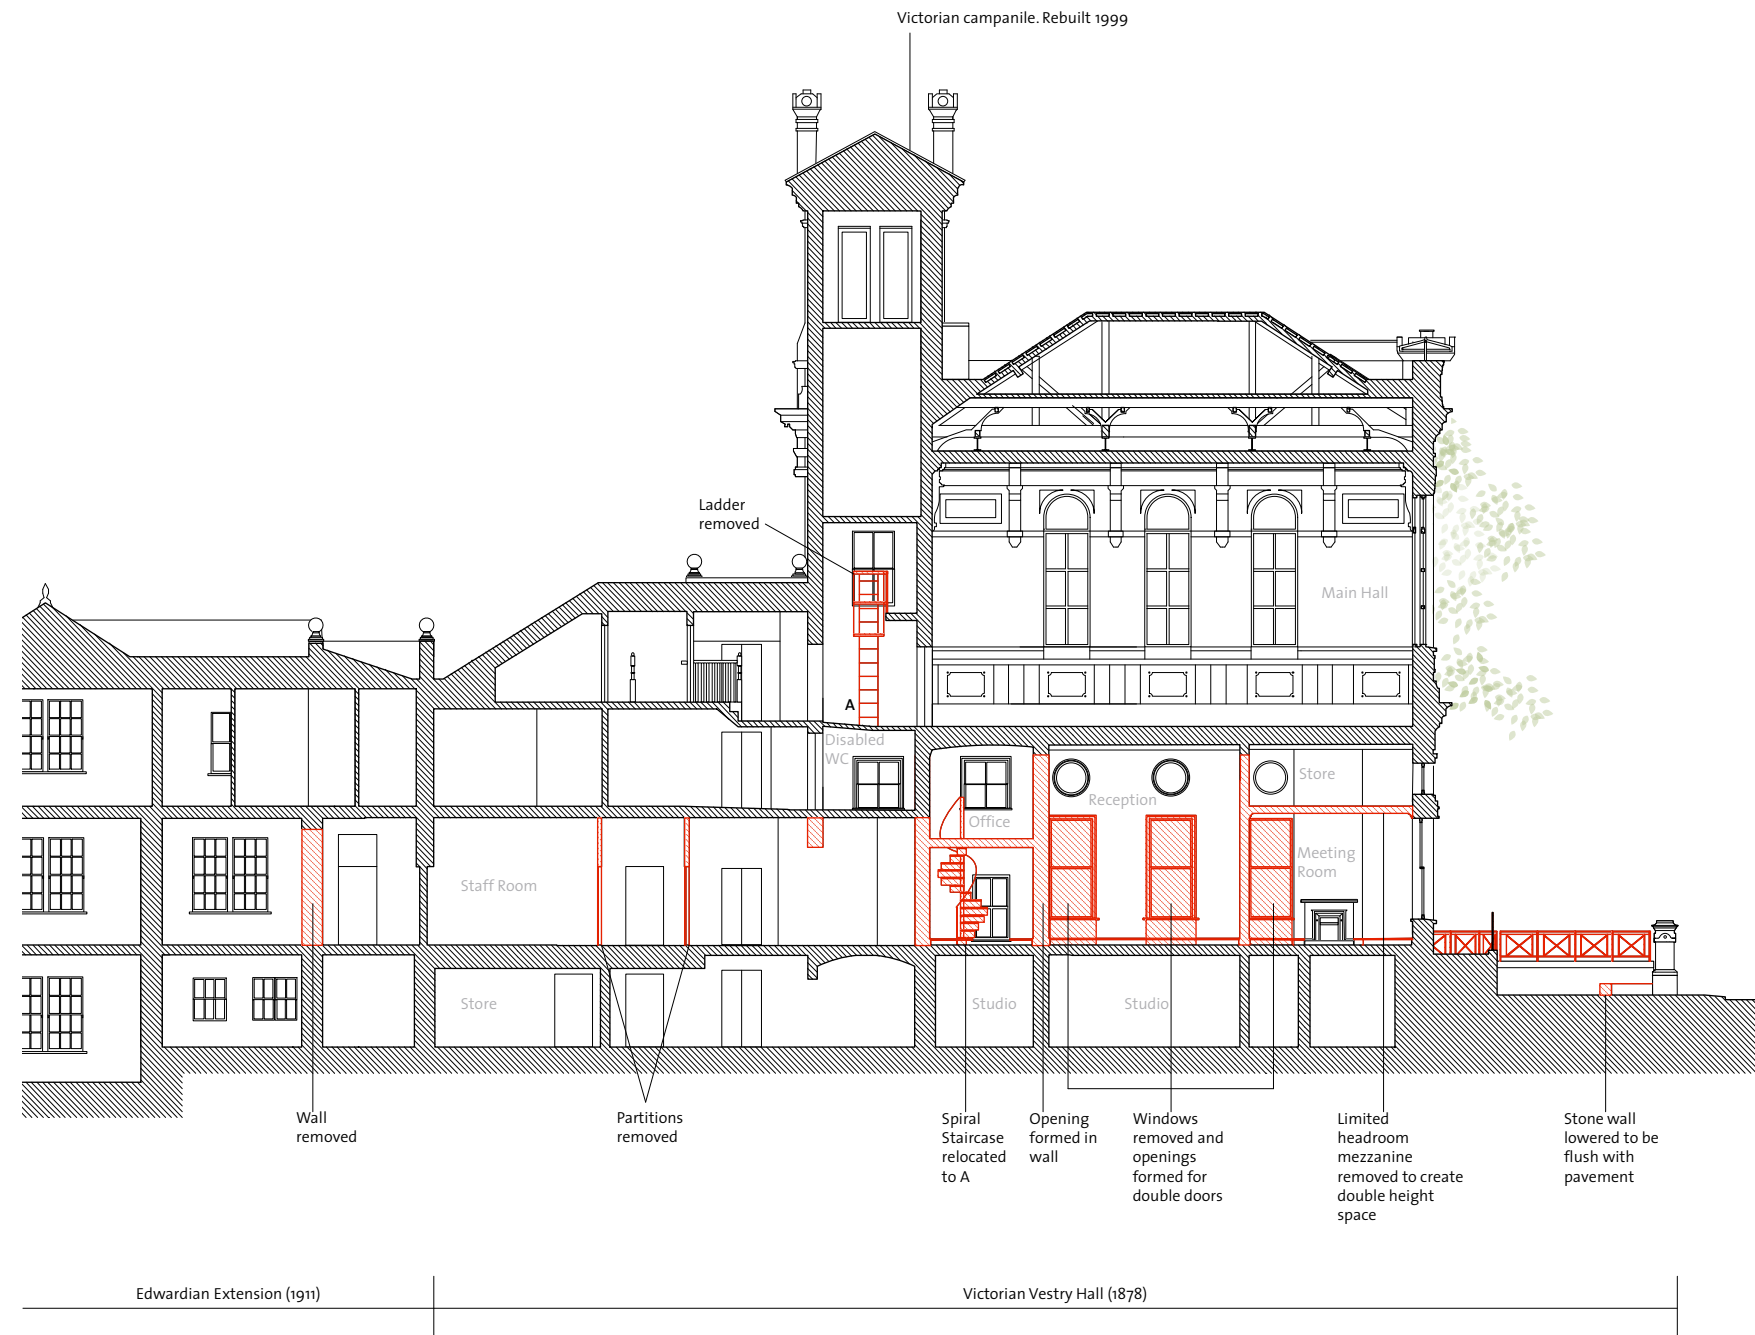 Victorian campanile. Rebuilt 1999
Ladder
removed
Main Hall
A
Disabled
WC
Store
Reception
Office
Meeting
Room
Staff Room
Store
Studio
Studio
Wall
removed
Partitions
removed
Spiral
Staircase
relocated
to A
Opening
formed in
wall
Windows
removed and
openings
formed for
double doors
Limited
headroom
mezzanine
removed to create
double height
space
Stone wall
lowered to be
flush with
pavement
Edwardian Extension (1911)
Victorian Vestry Hall (1878)